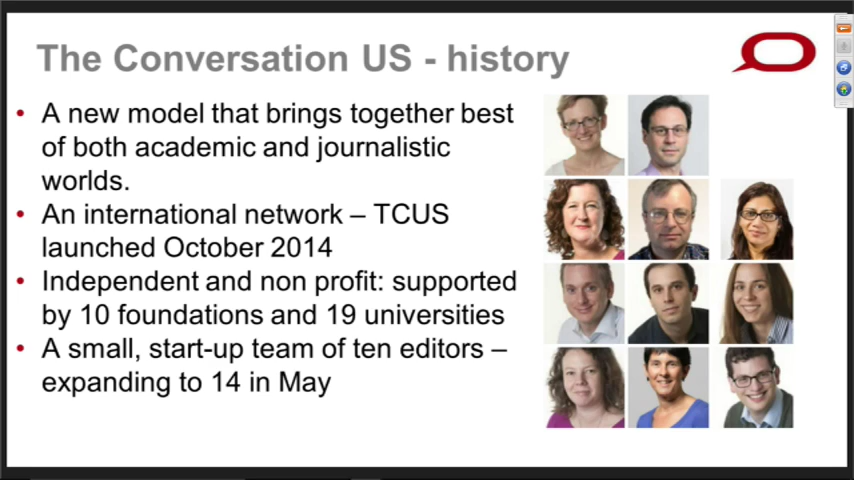 The Conversation US - history
• A new model that brings together best
of both academic and journalistic
worlds.
• An international network – TCUS
launched October 2014
• Independent and non profit: supported
by 10 foundations and 19 universities
• A small, start-up team of ten editors –
expanding to 14 in May